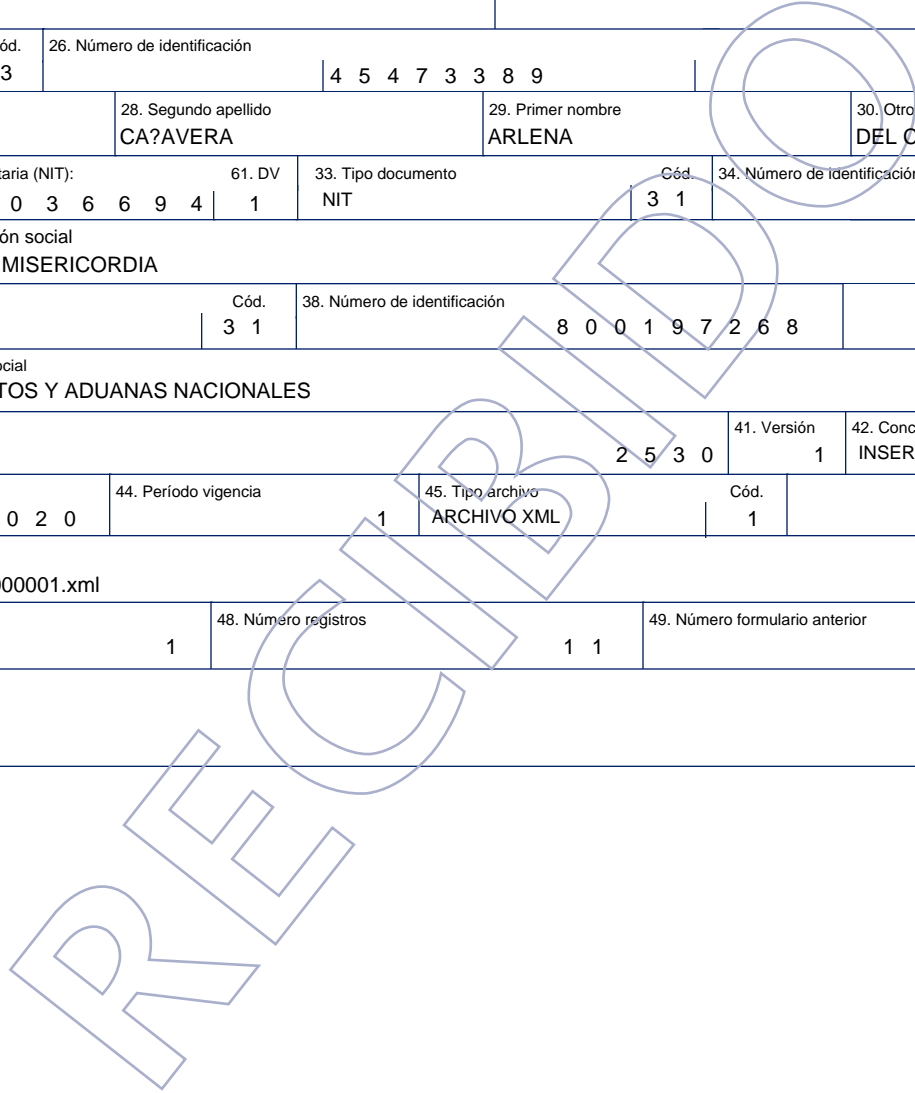 ód. 26. Número de identificación
3 4 5 4 7 3 3 8 9
28. Segundo apellido 29. Primer nombre 30. Otro
CA?AVERA ARLENA DEL C
taria (NIT): 61. DV 33. Tipo documento Cód. 34. Número de identificación
0 3 6 6 9 4 1 NIT 3 1
ón social
MISERICORDIA
Cód. 38. Número de identificación
3 1 8 0 0 1 9 7 2 6 8
ocial
TOS Y ADUANAS NACIONALES
41. Versión 42. Conc
2 5 3 0 1 INSER
44. Período vigencia 45. Tipo archivo Cód.
0 2 0 1 ARCHIVO XML 1
000001.xml
48. Número registros 49. Número formulario anterior
1 1 1
RECIBIDO